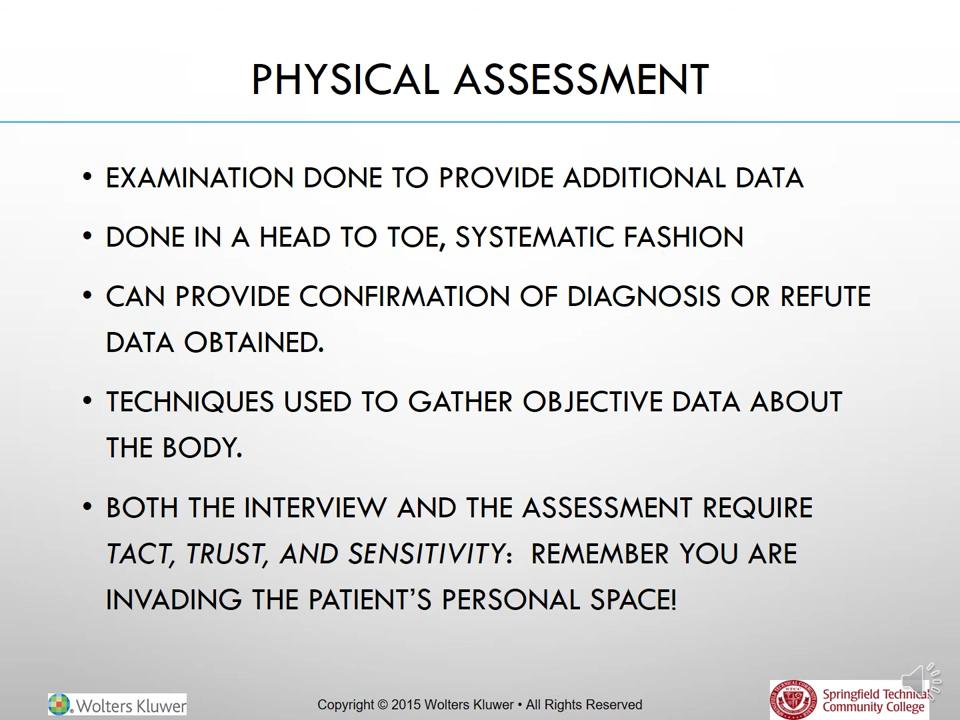 PHYSICAL ASSESSMENT
• EXAMINATION DONE TO PROVIDE ADDITIONAL DATA
• DONE IN A HEAD TO TOE, SYSTEMATIC FASHION
• CAN PROVIDE CONFIRMATION OF DIAGNOSIS OR REFUTE
DATA OBTAINED.
• TECHNIQUES USED TO GATHER OBJECTIVE DATA ABOUT
THE BODY.
• BOTH THE INTERVIEW AND THE ASSESSMENT REQUIRE
TACT, TRUST, AND SENSITIVITY: REMEMBER YOU ARE
INVADING THE PATIENT'S PERSONAL SPACE!
Wolters Kluwer
Copyright © 2015 Wolters Kluwer • All Rights Reserved
Springfield Technical
Community College